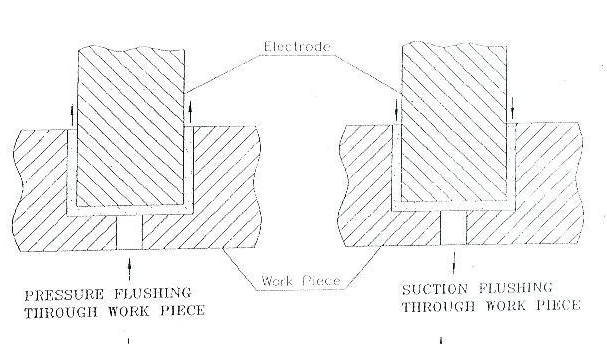 Electrode
Work Piece
PRESSURE FLUSHING
THROUGH WORK PIECE
SUCTION FLUSHING
THROUGH WORK PIECE